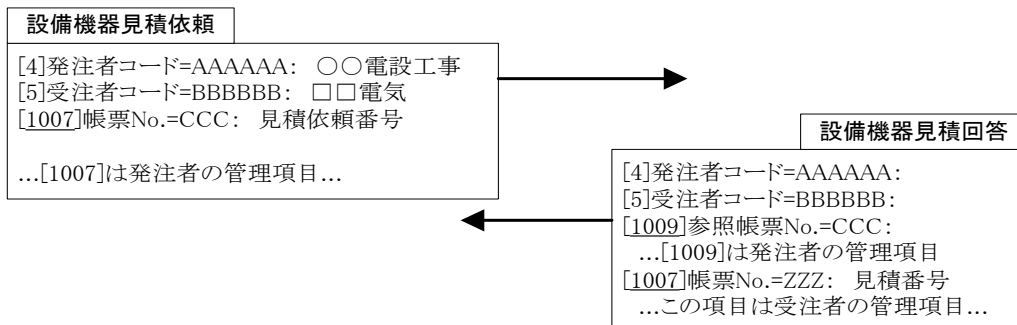 設備機器見積依頼
[4]発注者コード=AAAAAA： ○○電設工事
[5]受注者コード=BBBBBB： □□電気
[1007]帳票No.=CCC： 見積依頼番号
…[1007]は発注者の管理項目…
設備機器見積回答
[4]発注者コード=AAAAAA：
[5]受注者コード=BBBBBB：
[1009]参照帳票No.=CCC：
…[1009]は発注者の管理項目
[1007]帳票No.=ZZZ： 見積番号
…この項目は受注者の管理項目…